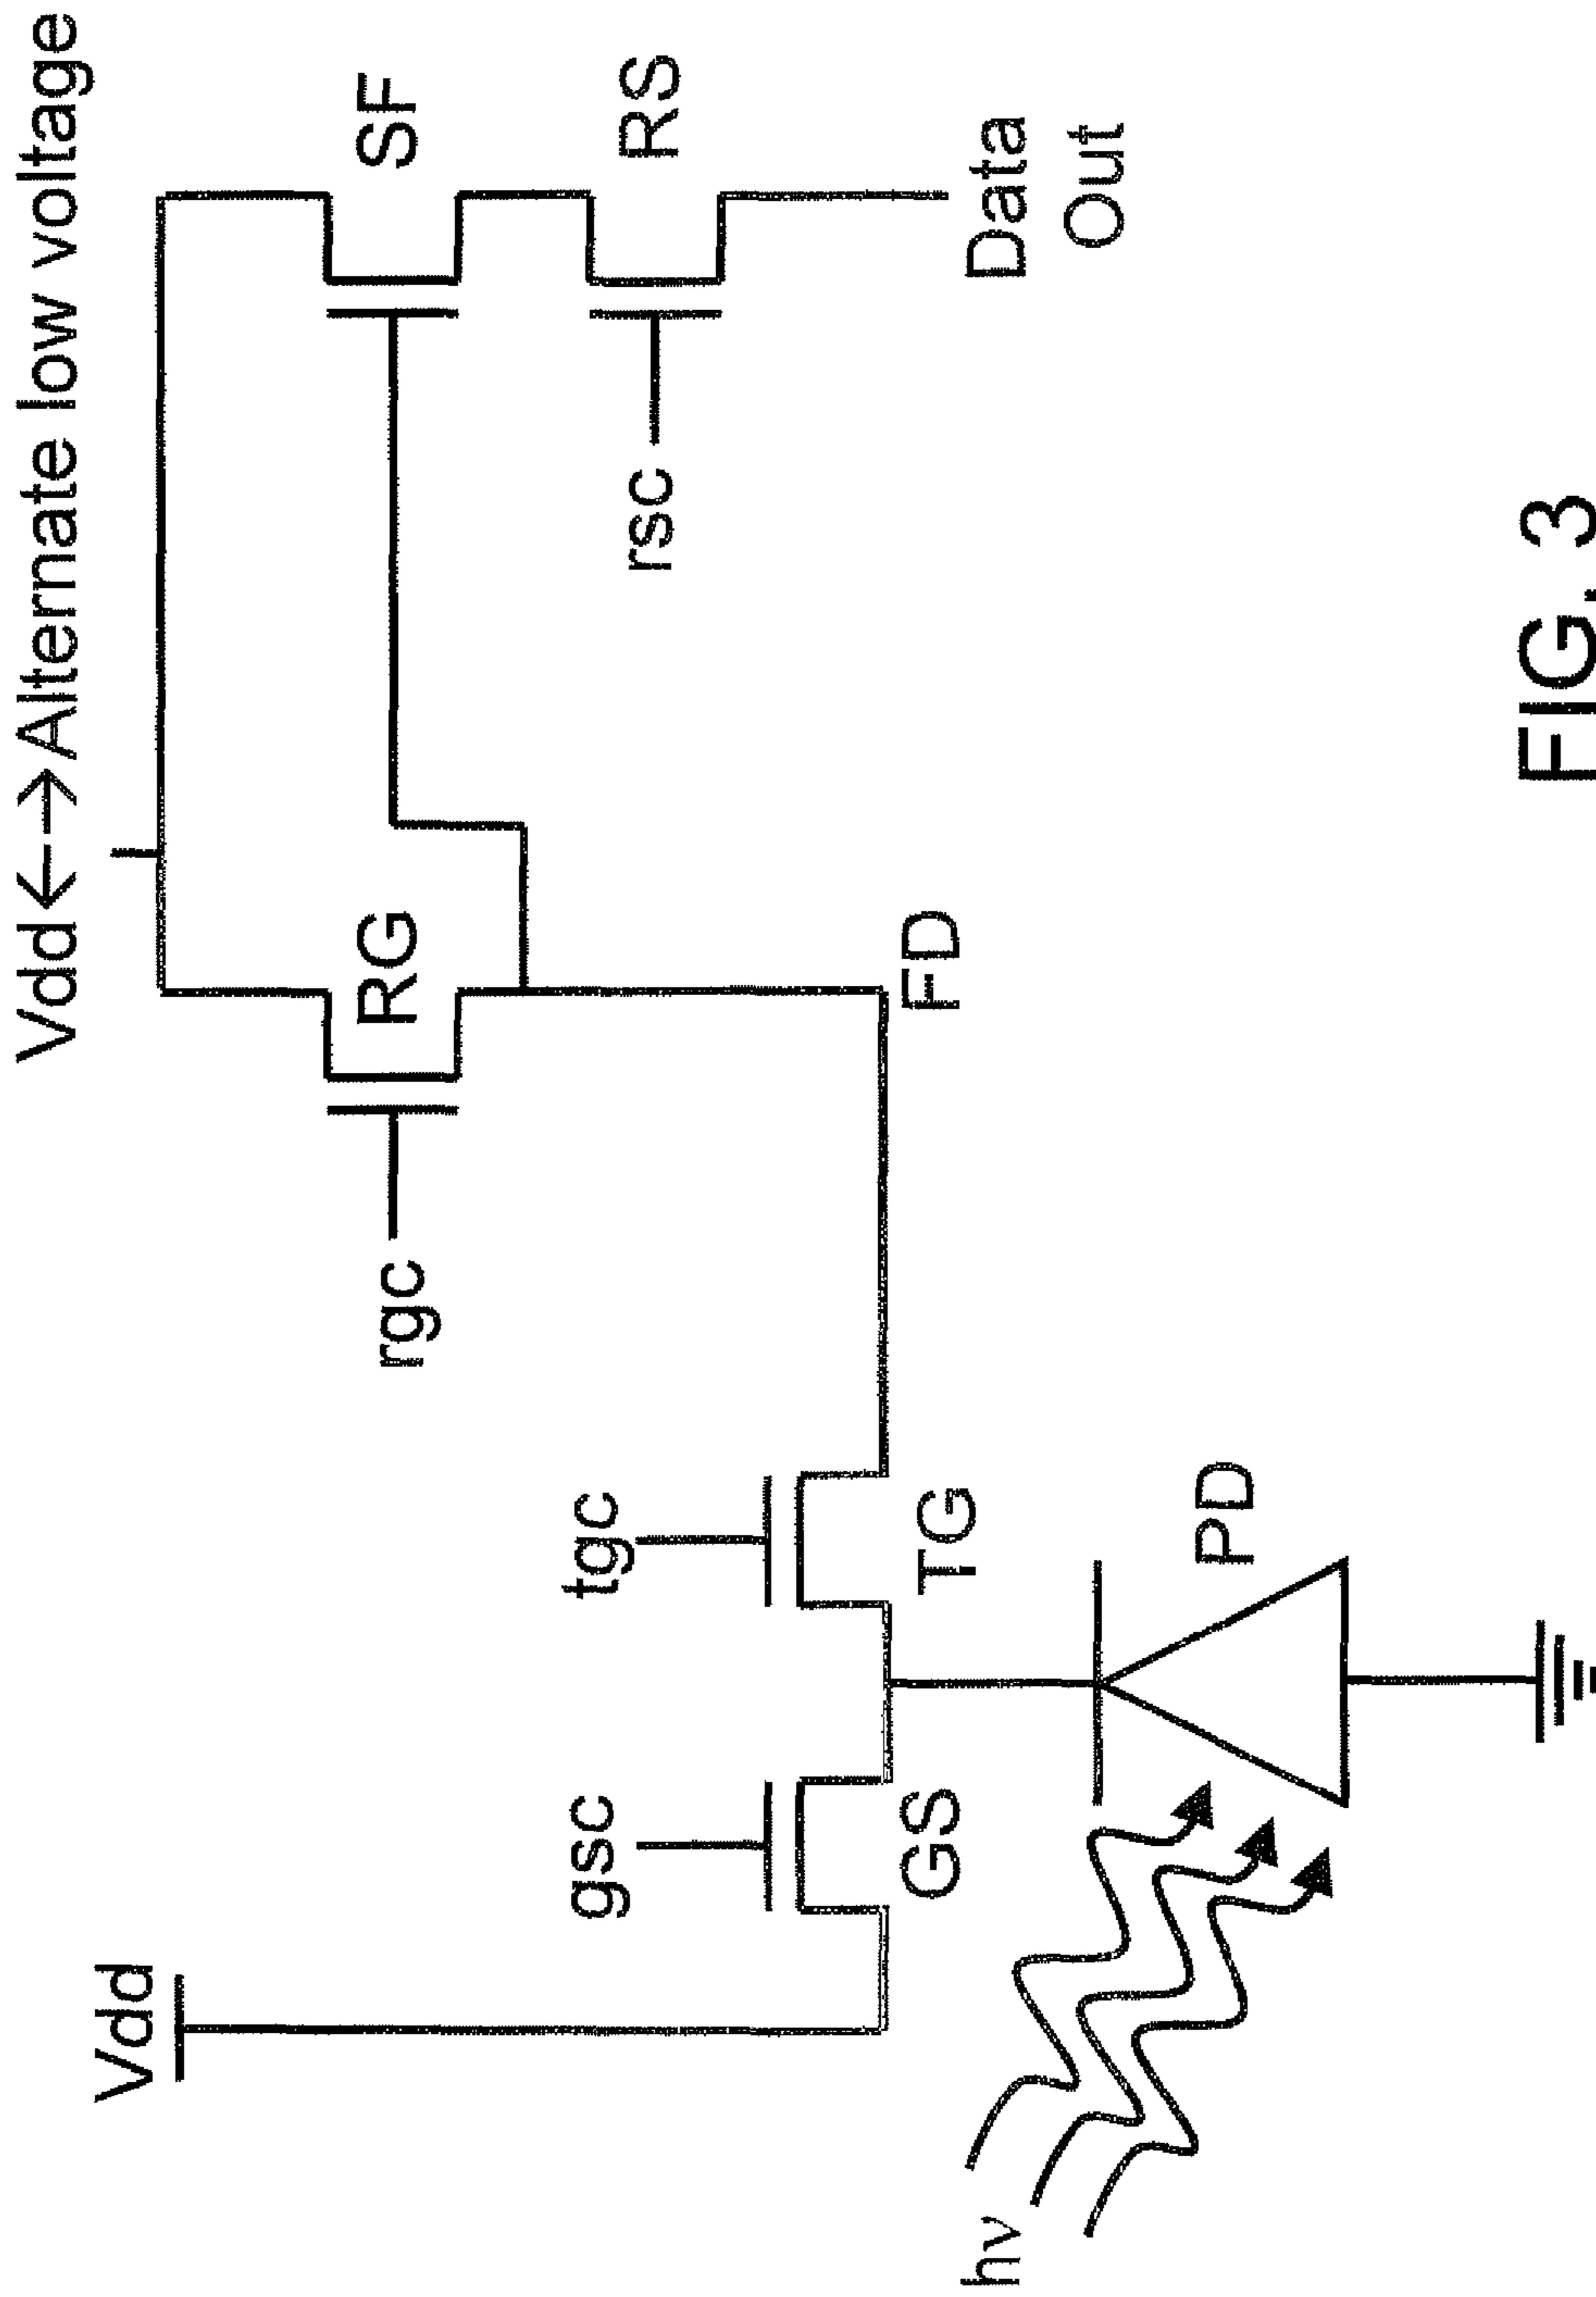 Vdd←→Alternate low voltage
Vdd
rgc
RG
SF
gsc
tgc
rsc
RS
GS
TG
FD
Data
Out
hν
PD
FIG. 3